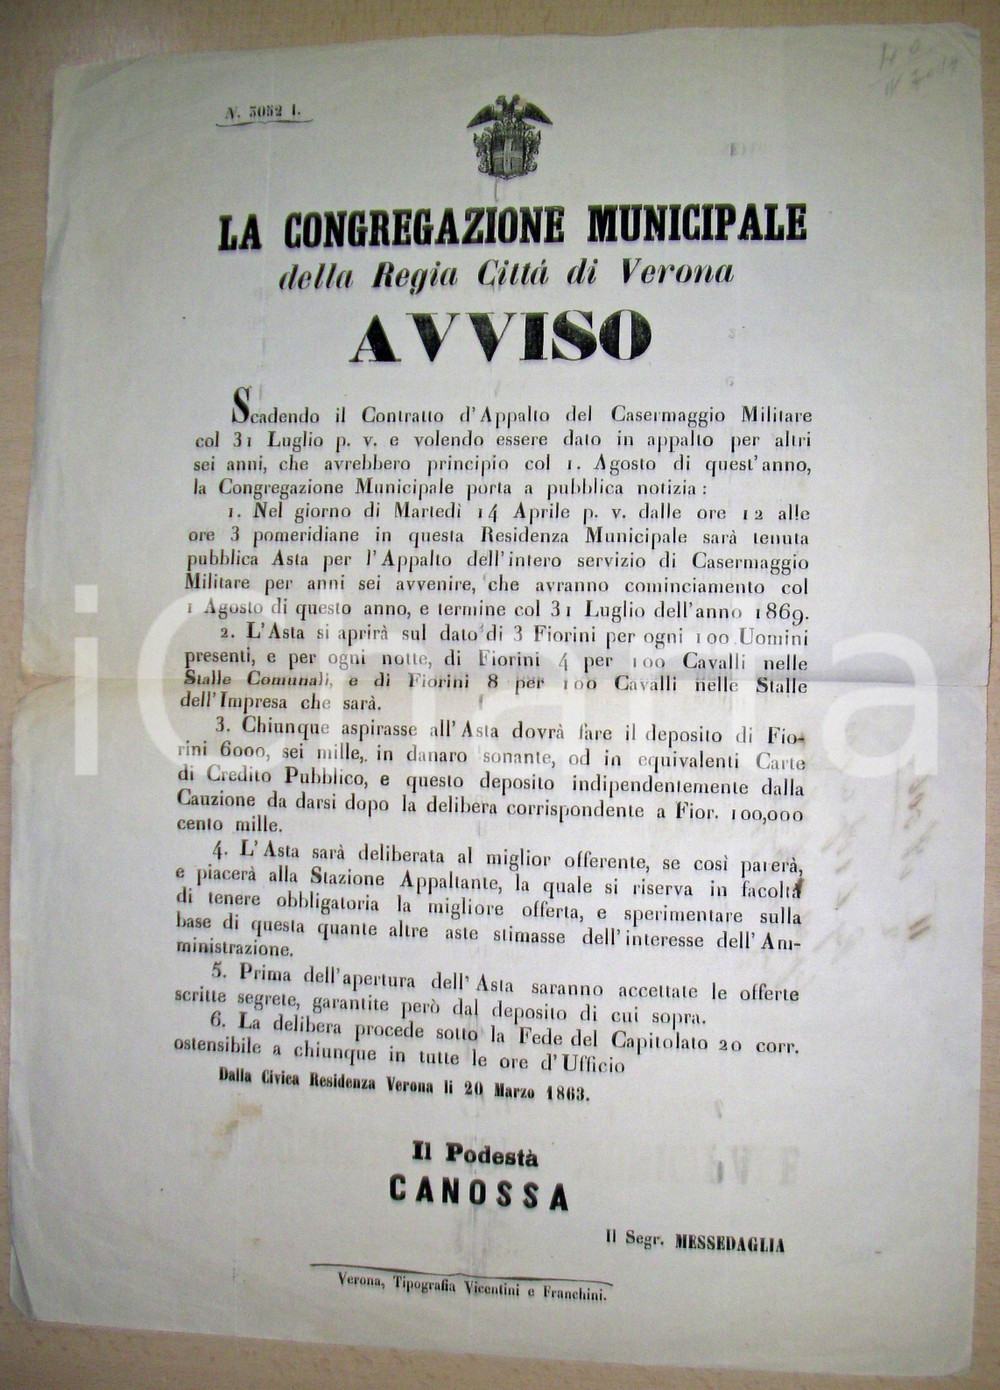 N. 3052 I.
LA CONGREGAZIONE MUNICIPALE
della Regia Cittá di Verona
AVVISO
Scadendo il Contratto d'Appalto del Casermaggio Militare
col 31 Luglio p. v. e volendo essere dato in appalto per altri
sei anni, che avrebbero principio col 1. Agosto di quest'anno,
la Congregazione Municipale porta a pubblica notizia:
1. Nel giorno di Martedì 14 Aprile p. v. dalle ore 12 alle
ore 3 pomeridiane in questa Residenza Municipale sarà tenuta
pubblica Asta per l'Appalto dell'intero servizio di Casermaggio
Militare per anni sei avvenire, che avranno cominciamento col
1 Agosto di questo anno, e termine col 31 Luglio dell'anno 1869.
2. L'Asta si aprirà sul dato di 3 Fiorini per ogni 100 Uomini
presenti, e per ogni notte, di Fiorini 4 per 100 Cavalli nelle
Stalle Comunali, e di Fiorini 8 per 100 Cavalli nelle Stalle
dell'Impresa che sarà.
3. Chiunque aspirasse all'Asta dovrà fare il deposito di Fio-
rini 6000, sei mille, in danaro sonante, od in equivalenti Carte
di Credito Pubblico, e questo deposito indipendentemente dalla
Cauzione da darsi dopo la delibera corrispondente a Fior. 100,000
cento mille.
4. L'Asta sarà deliberata al miglior offerente, se così parerà,
e piacerà alla Stazione Appaltante, la quale si riserva in facoltà
di tenere obbligatoria la migliore offerta, e sperimentare sulla
base di questa quante altre aste stimasse dell'interesse dell'Am-
ministrazione.
5. Prima dell'apertura dell'Asta saranno accettate le offerte
scritte segrete, garantite però dal deposito di cui sopra.
6. La delibera procede sotto la Fede del Capitolato 20 corr.
ostensibile a chiunque in tutte le ore d'Ufficio
Dalla Civica Residenza Verona li 20 Marzo 1863.
Il Podestà
CANOSSA
Il Segr. MESSEDAGLIA
Verona, Tipografia Vicentini e Franchini.
iCharta